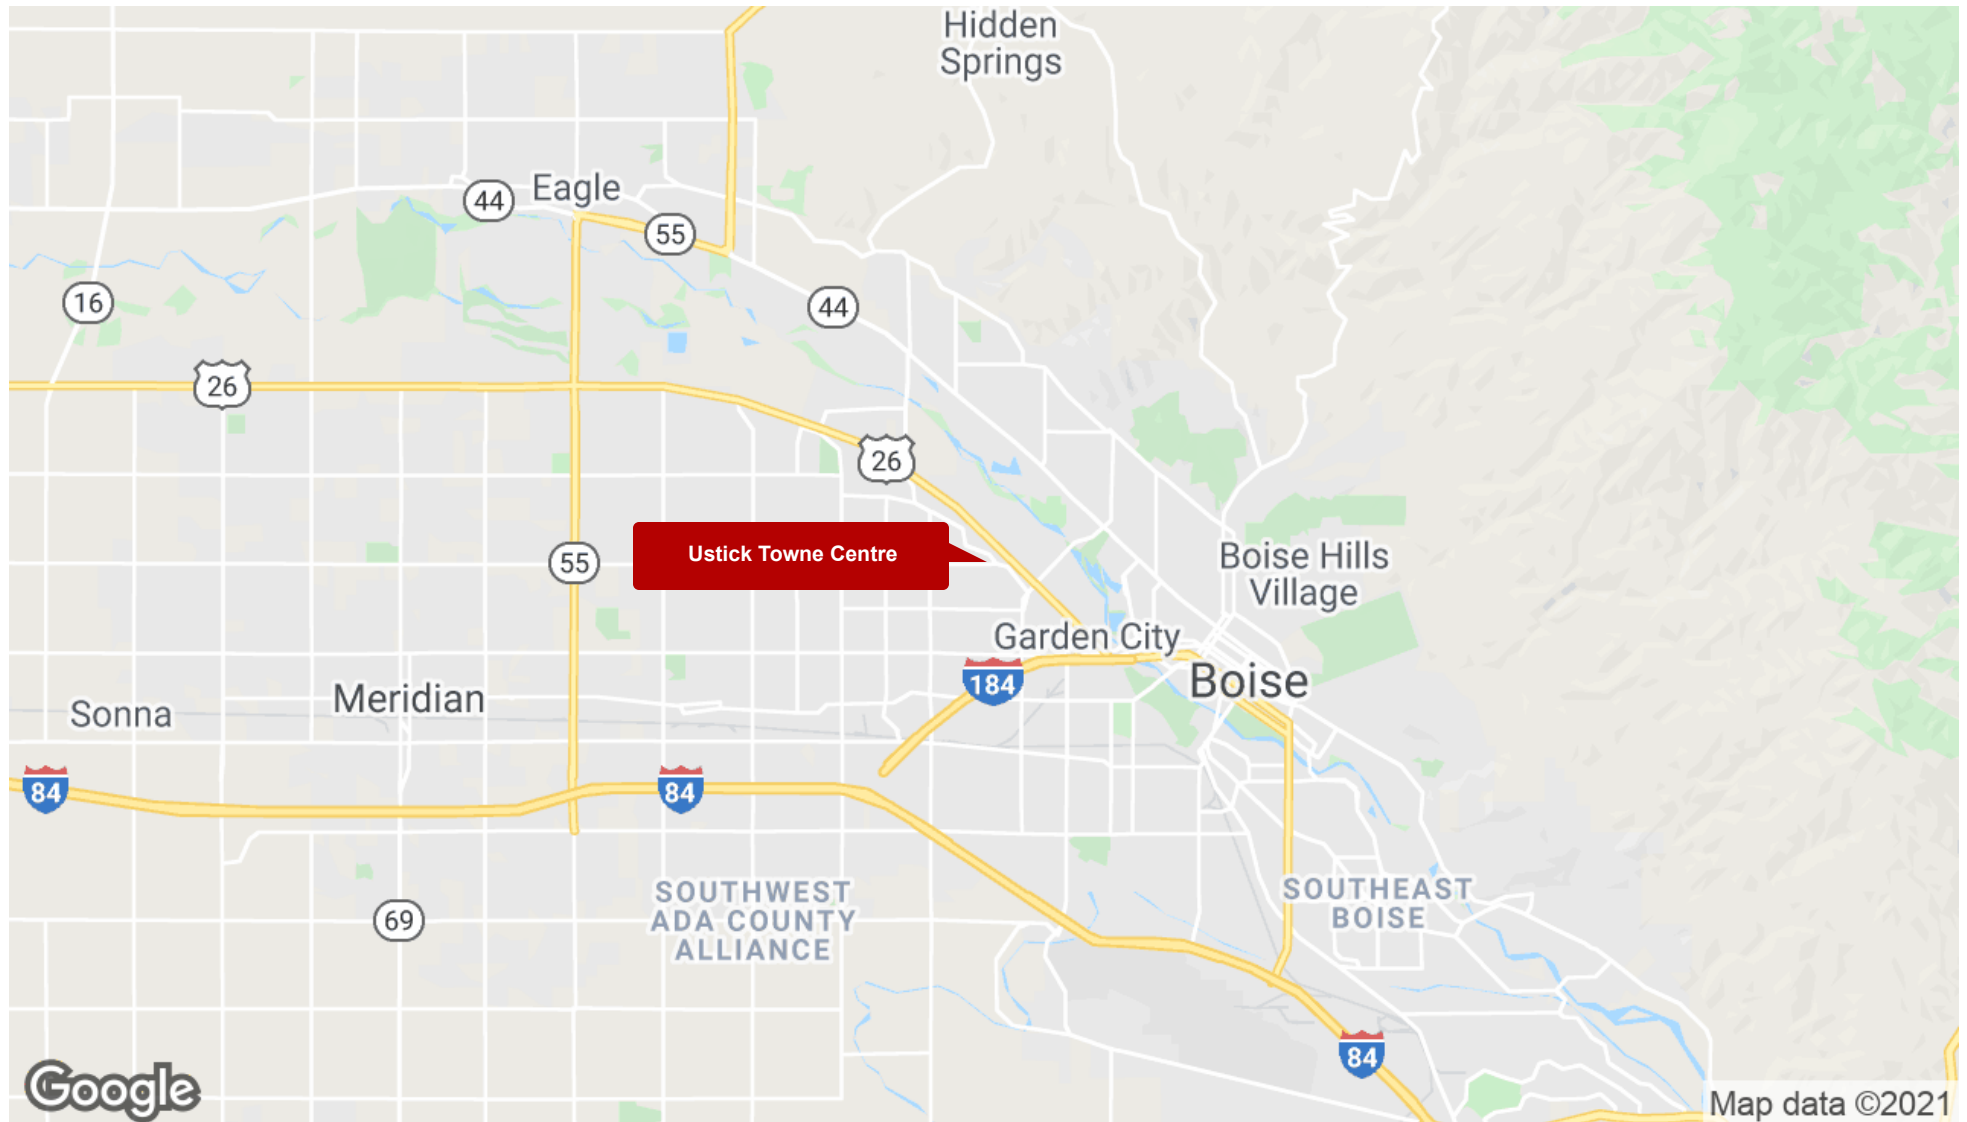 Hidden
Springs
44
Eagle
55
16
44
26
26
Ustick Towne Centre
55
Boise Hills
Village
Garden City
184
Boise
Sonna
Meridian
84
84
SOUTHWEST
ADA COUNTY
ALLIANCE
69
SOUTHEAST
BOISE
84
Google
Map data ©2021